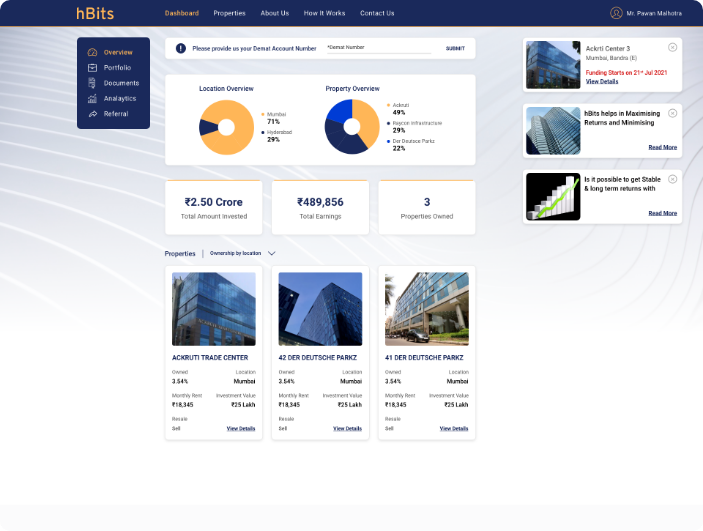 hBits
Dashboard
Properties
About Us
How It Works
Contact Us
Mr. Pawan Malhotra
Overview
Portfolio
Documents
Analaytics
Referral
Please provide us your Demat Account Number
*Demat Number
SUBMIT
Location Overview
Mumbai
71%
Hyderabad
29%
Property Overview
Ackruti
49%
Raycon Infrastracture
29%
Der Deutsce Parkz
22%
₹2.50 Crore
Total Amount Invested
₹489,856
Total Earnings
3
Properties Owned
Properties
Ownership by location
ACKRUTI TRADE CENTER
Owned Location
3.54% Mumbai
Monthly Rent Investment Value
₹18,345 ₹25 Lakh
Resale
Sell View Details
42 DER DEUTSCHE PARKZ
Owned Location
3.54% Mumbai
Monthly Rent Investment Value
₹18,345 ₹25 Lakh
Resale
Sell View Details
41 DER DEUTSCHE PARKZ
Owned Location
3.54% Mumbai
Monthly Rent Investment Value
₹18,345 ₹25 Lakh
Resale
Sell View Details
Ackrti Center 3
Mumbai, Bandra (E)
Funding Starts on 21st Jul 2021
View Details
hBits helps in Maximising
Returns and Minimising
Read More
Is it possible to get Stable
& long term returns with
Read More